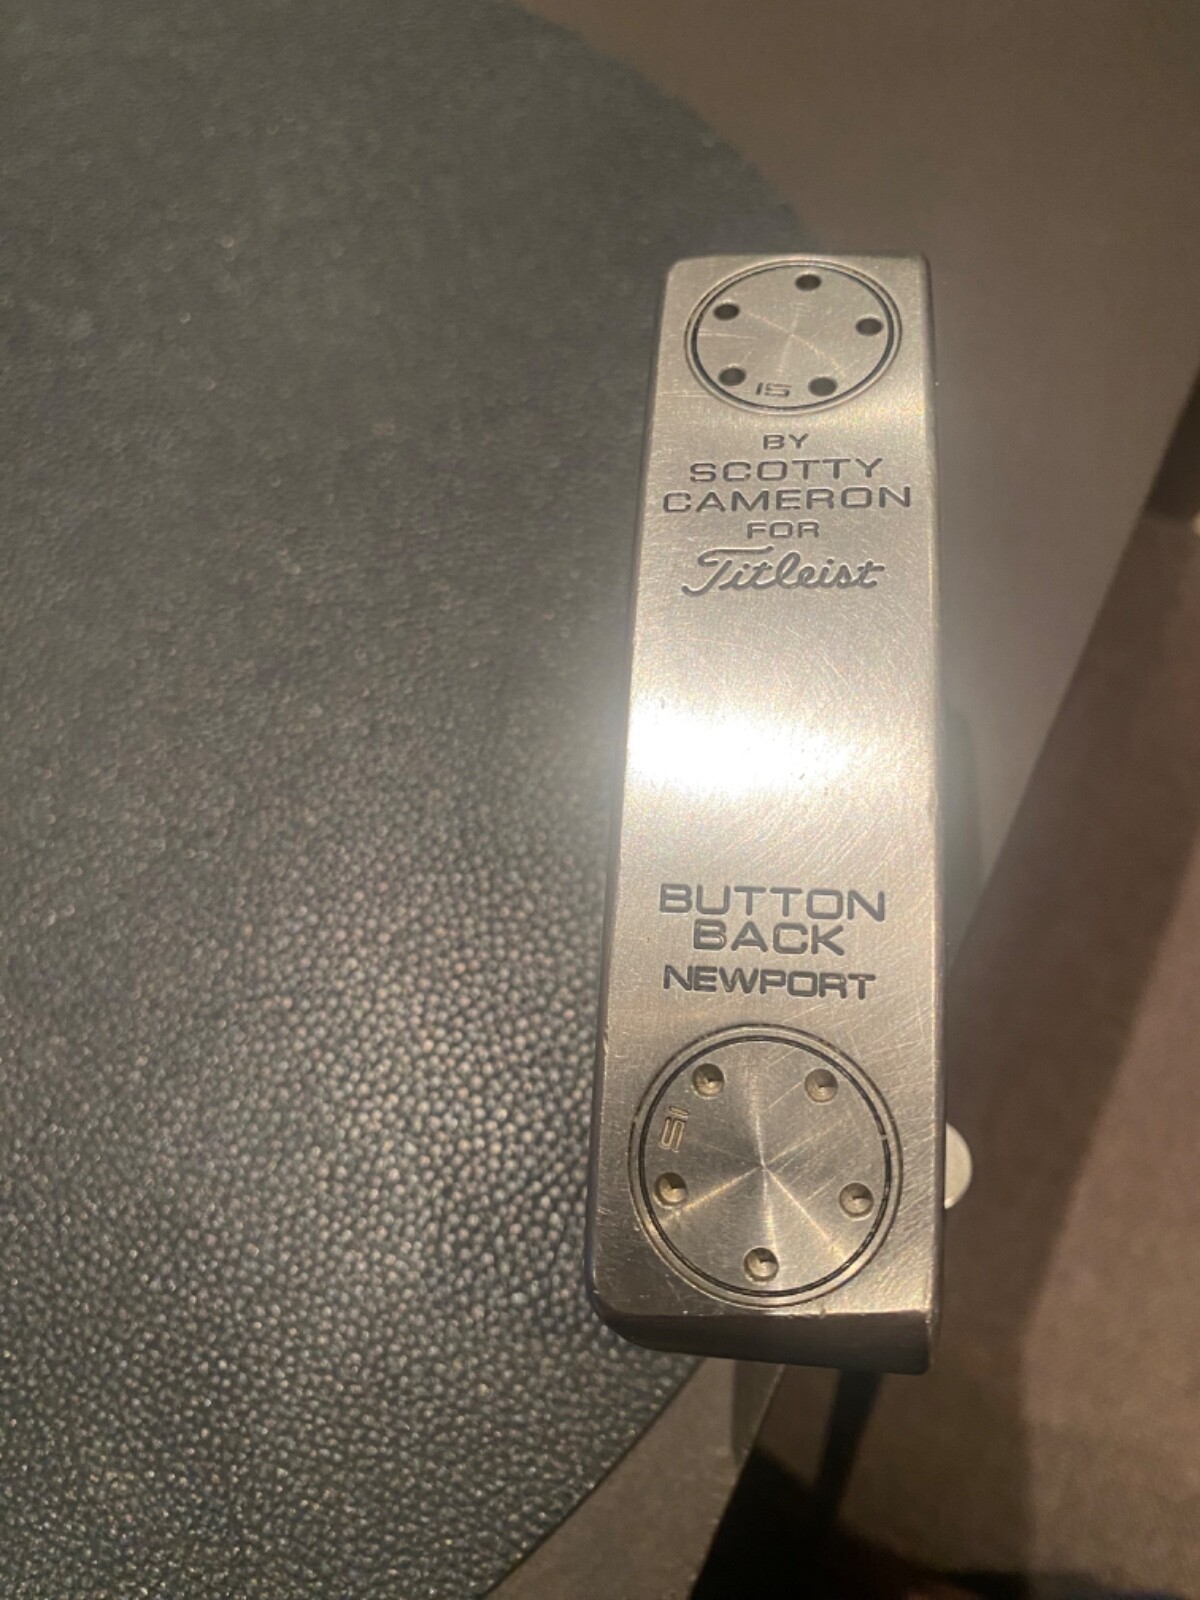 15
BY
SCOTTY
CAMERON
FOR
Titleist
BUTTON
BACK
NEWPORT
15